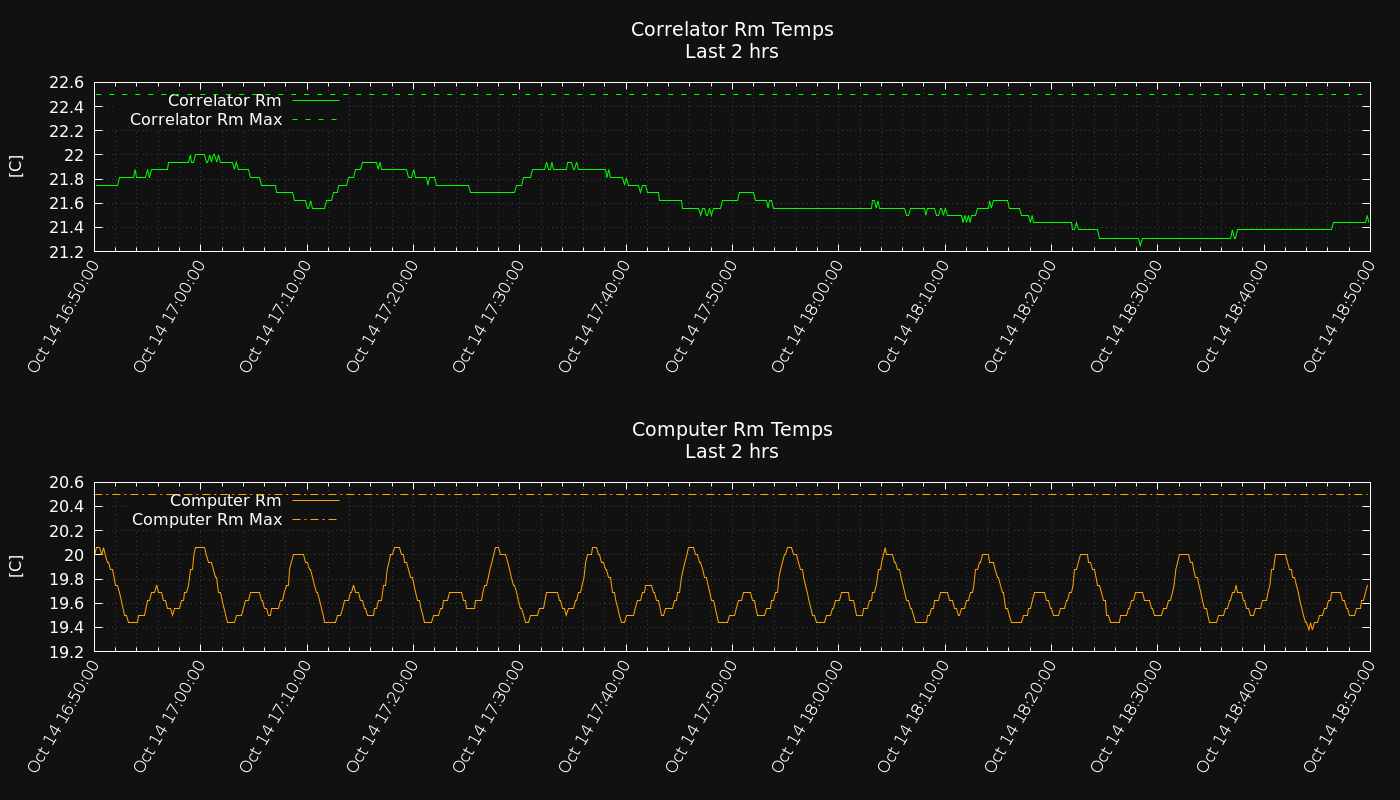 Correlator Rm Temps
Last 2 hrs
22.6
22.4
22.2
22
21.8
21.6
21.4
21.2
[C]
Correlator Rm
Correlator Rm Max
Oct 14 16:50:00
Oct 14 17:00:00
Oct 14 17:10:00
Oct 14 17:20:00
Oct 14 17:30:00
Oct 14 17:40:00
Oct 14 17:50:00
Oct 14 18:00:00
Oct 14 18:10:00
Oct 14 18:20:00
Oct 14 18:30:00
Oct 14 18:40:00
Oct 14 18:50:00
Computer Rm Temps
Last 2 hrs
20.6
20.4
20.2
20
19.8
19.6
19.4
19.2
[C]
Computer Rm
Computer Rm Max
Oct 14 16:50:00
Oct 14 17:00:00
Oct 14 17:10:00
Oct 14 17:20:00
Oct 14 17:30:00
Oct 14 17:40:00
Oct 14 17:50:00
Oct 14 18:00:00
Oct 14 18:10:00
Oct 14 18:20:00
Oct 14 18:30:00
Oct 14 18:40:00
Oct 14 18:50:00